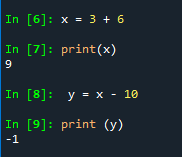 In [6]: x = 3 + 6
In [7]: print(x)
9
In [8]:  y = x - 10
In [9]: print (y)
-1